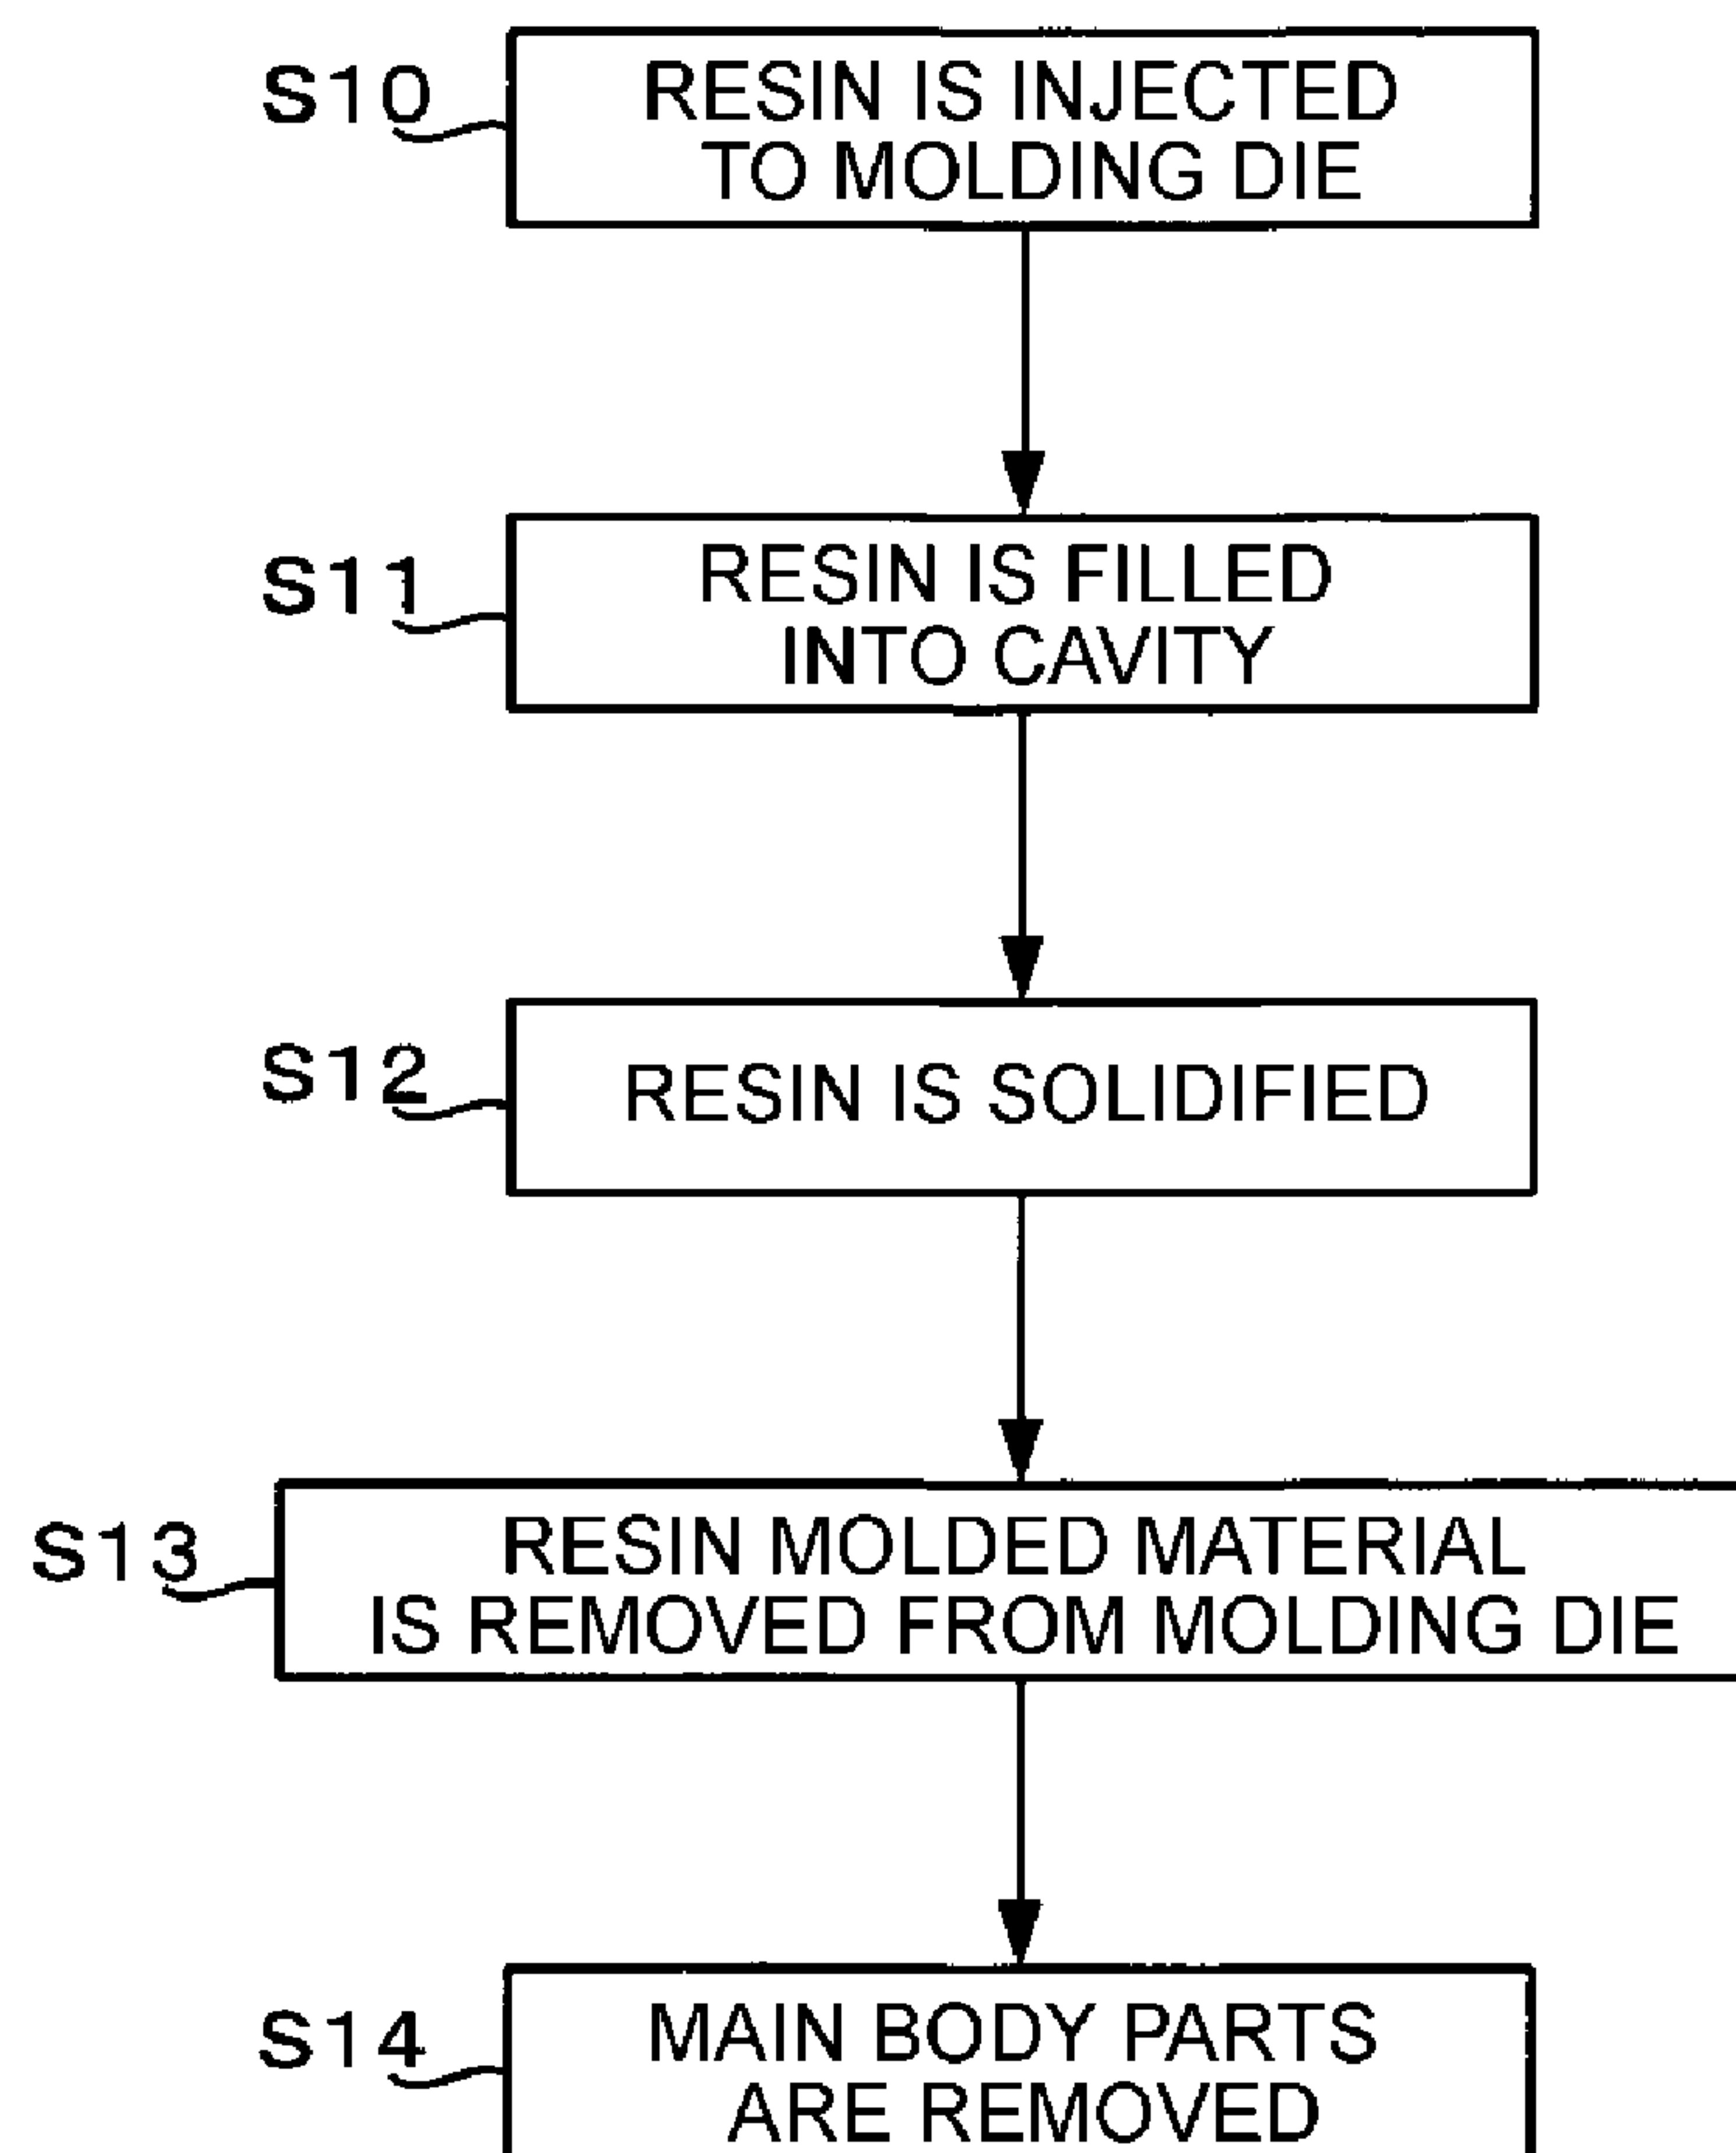 S10
RESIN IS INJECTED
TO MOLDING DIE
S11
RESIN IS FILLED
INTO CAVITY
S12
RESIN IS SOLIDIFIED
S13
RESIN MOLDED MATERIAL
IS REMOVED FROM MOLDING DIE
S14
MAIN BODY PARTS
ARE REMOVED